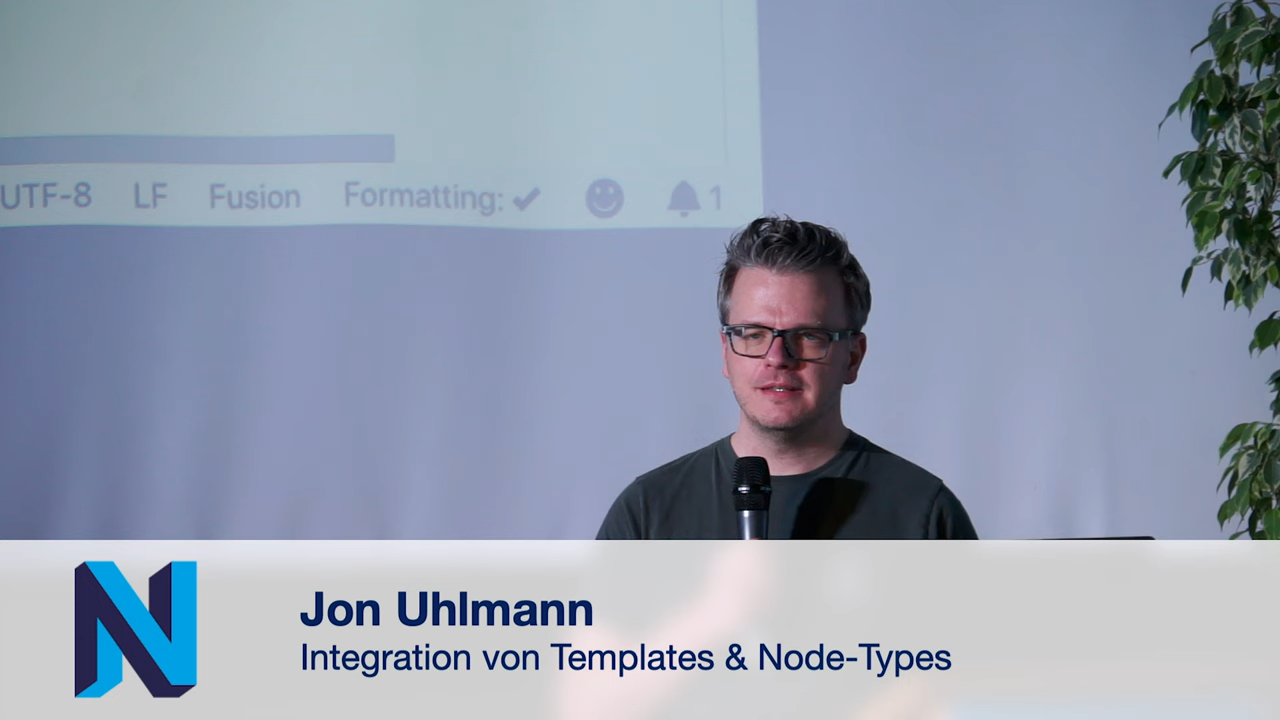 UTF-8 LF Fusion Formatting: ✔ 1
Jon Uhlmann
Integration von Templates & Node-Types